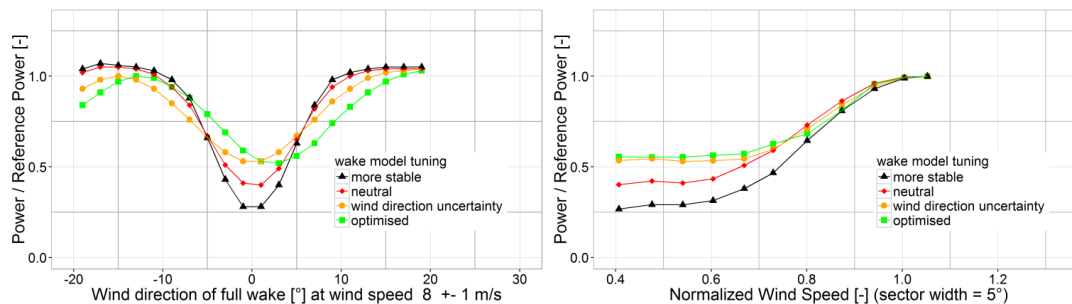 Power / Reference Power [-]
1.0
0.5
0.0
wake model tuning
more stable
neutral
wind direction uncertainty
optimised
-20 -10 0 10 20 30
Wind direction of full wake [°] at wind speed 8 +- 1 m/s
Power / Reference Power [-]
1.0
0.5
0.0
wake model tuning
more stable
neutral
wind direction uncertainty
optimised
0.4 0.6 0.8 1.0 1.2
Normalized Wind Speed [-] (sector width = 5°)